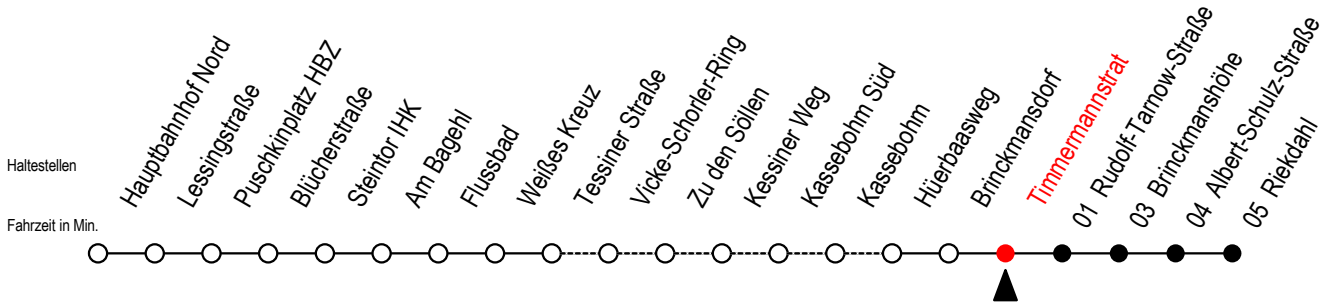 Haltestellen
Fahrzeit in Min.
Hauptbahnhof Nord
Lessingstraße
Puschkinplatz HBZ
Blücherstraße
Steintor IHK
Am Bagehl
Flussbad
Weißes Kreuz
Tessiner Straße
Vicke-Schorler-Ring
Zu den Söllen
Kessiner Weg
Kassebohm Süd
Kassebohm
Hüerbaasweg
Brinckmansdorf
Timmermannstrat
01 Rudolf-Tarnow-Straße
03 Brinckmanshöhe
04 Albert-Schulz-Straße
05 Riekdahl